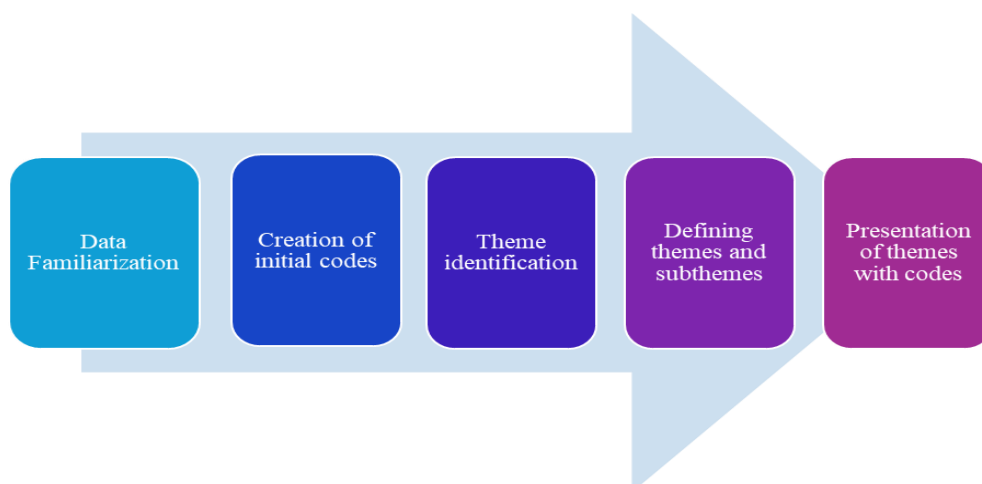 Data
Familiarization
Creation of
initial codes
Theme
identification
Defining
themes and
subthemes
Presentation
of themes
with codes